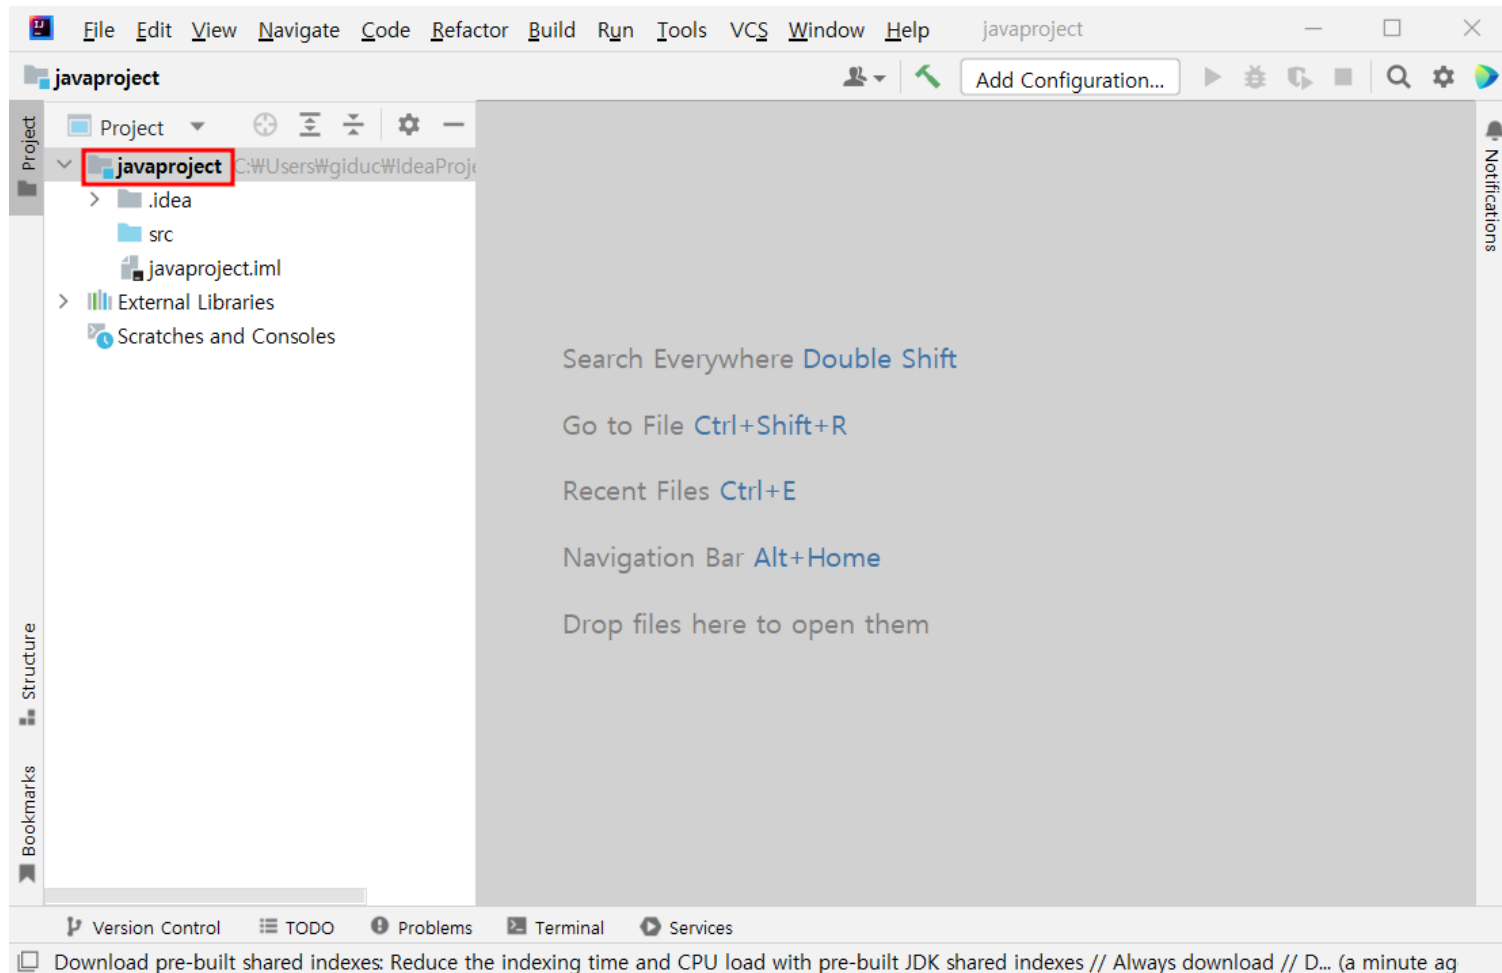 File Edit View Navigate Code Refactor Build Run Tools VCS Window Help javaproject
javaproject
Add Configuration...
Project
Project
javaproject C:₩Users₩giduc₩IdeaProje
.idea
src
javaproject.iml
External Libraries
Scratches and Consoles
Notifications
Search Everywhere Double Shift
Go to File Ctrl+Shift+R
Recent Files Ctrl+E
Navigation Bar Alt+Home
Drop files here to open them
Structure
Bookmarks
Version Control TODO Problems Terminal Services
Download pre-built shared indexes: Reduce the indexing time and CPU load with pre-built JDK shared indexes // Always download // D... (a minute ag